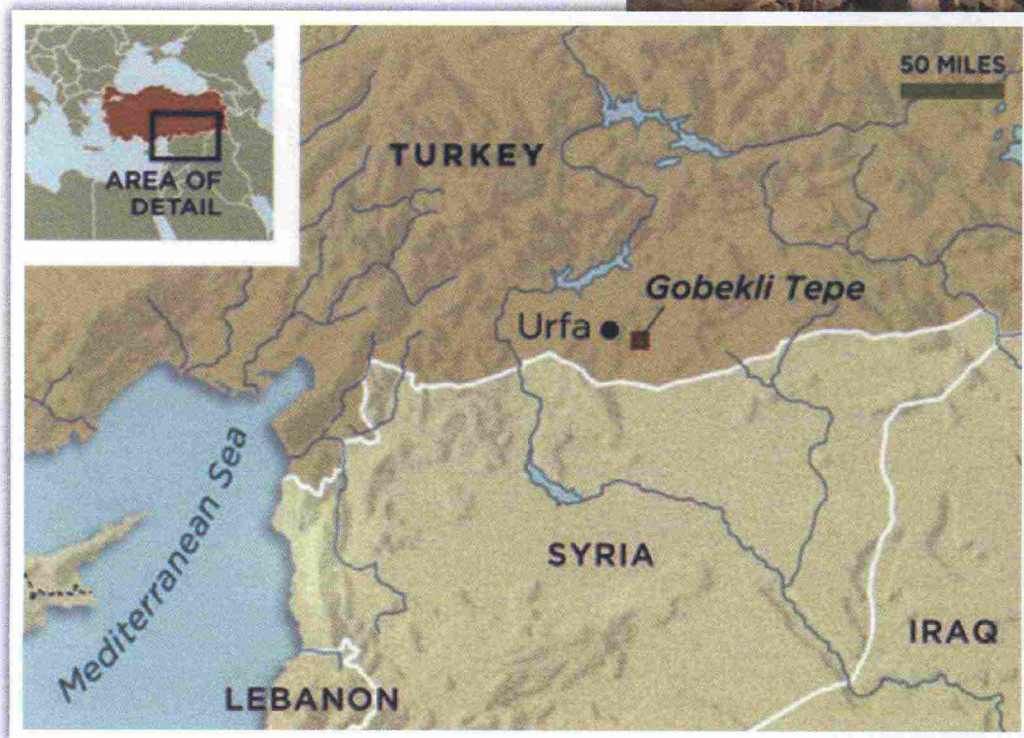 AREA OF
DETAIL
50 MILES
TURKEY
Gobekli Tepe
Urfa
Mediterranean Sea
SYRIA
IRAQ
LEBANON